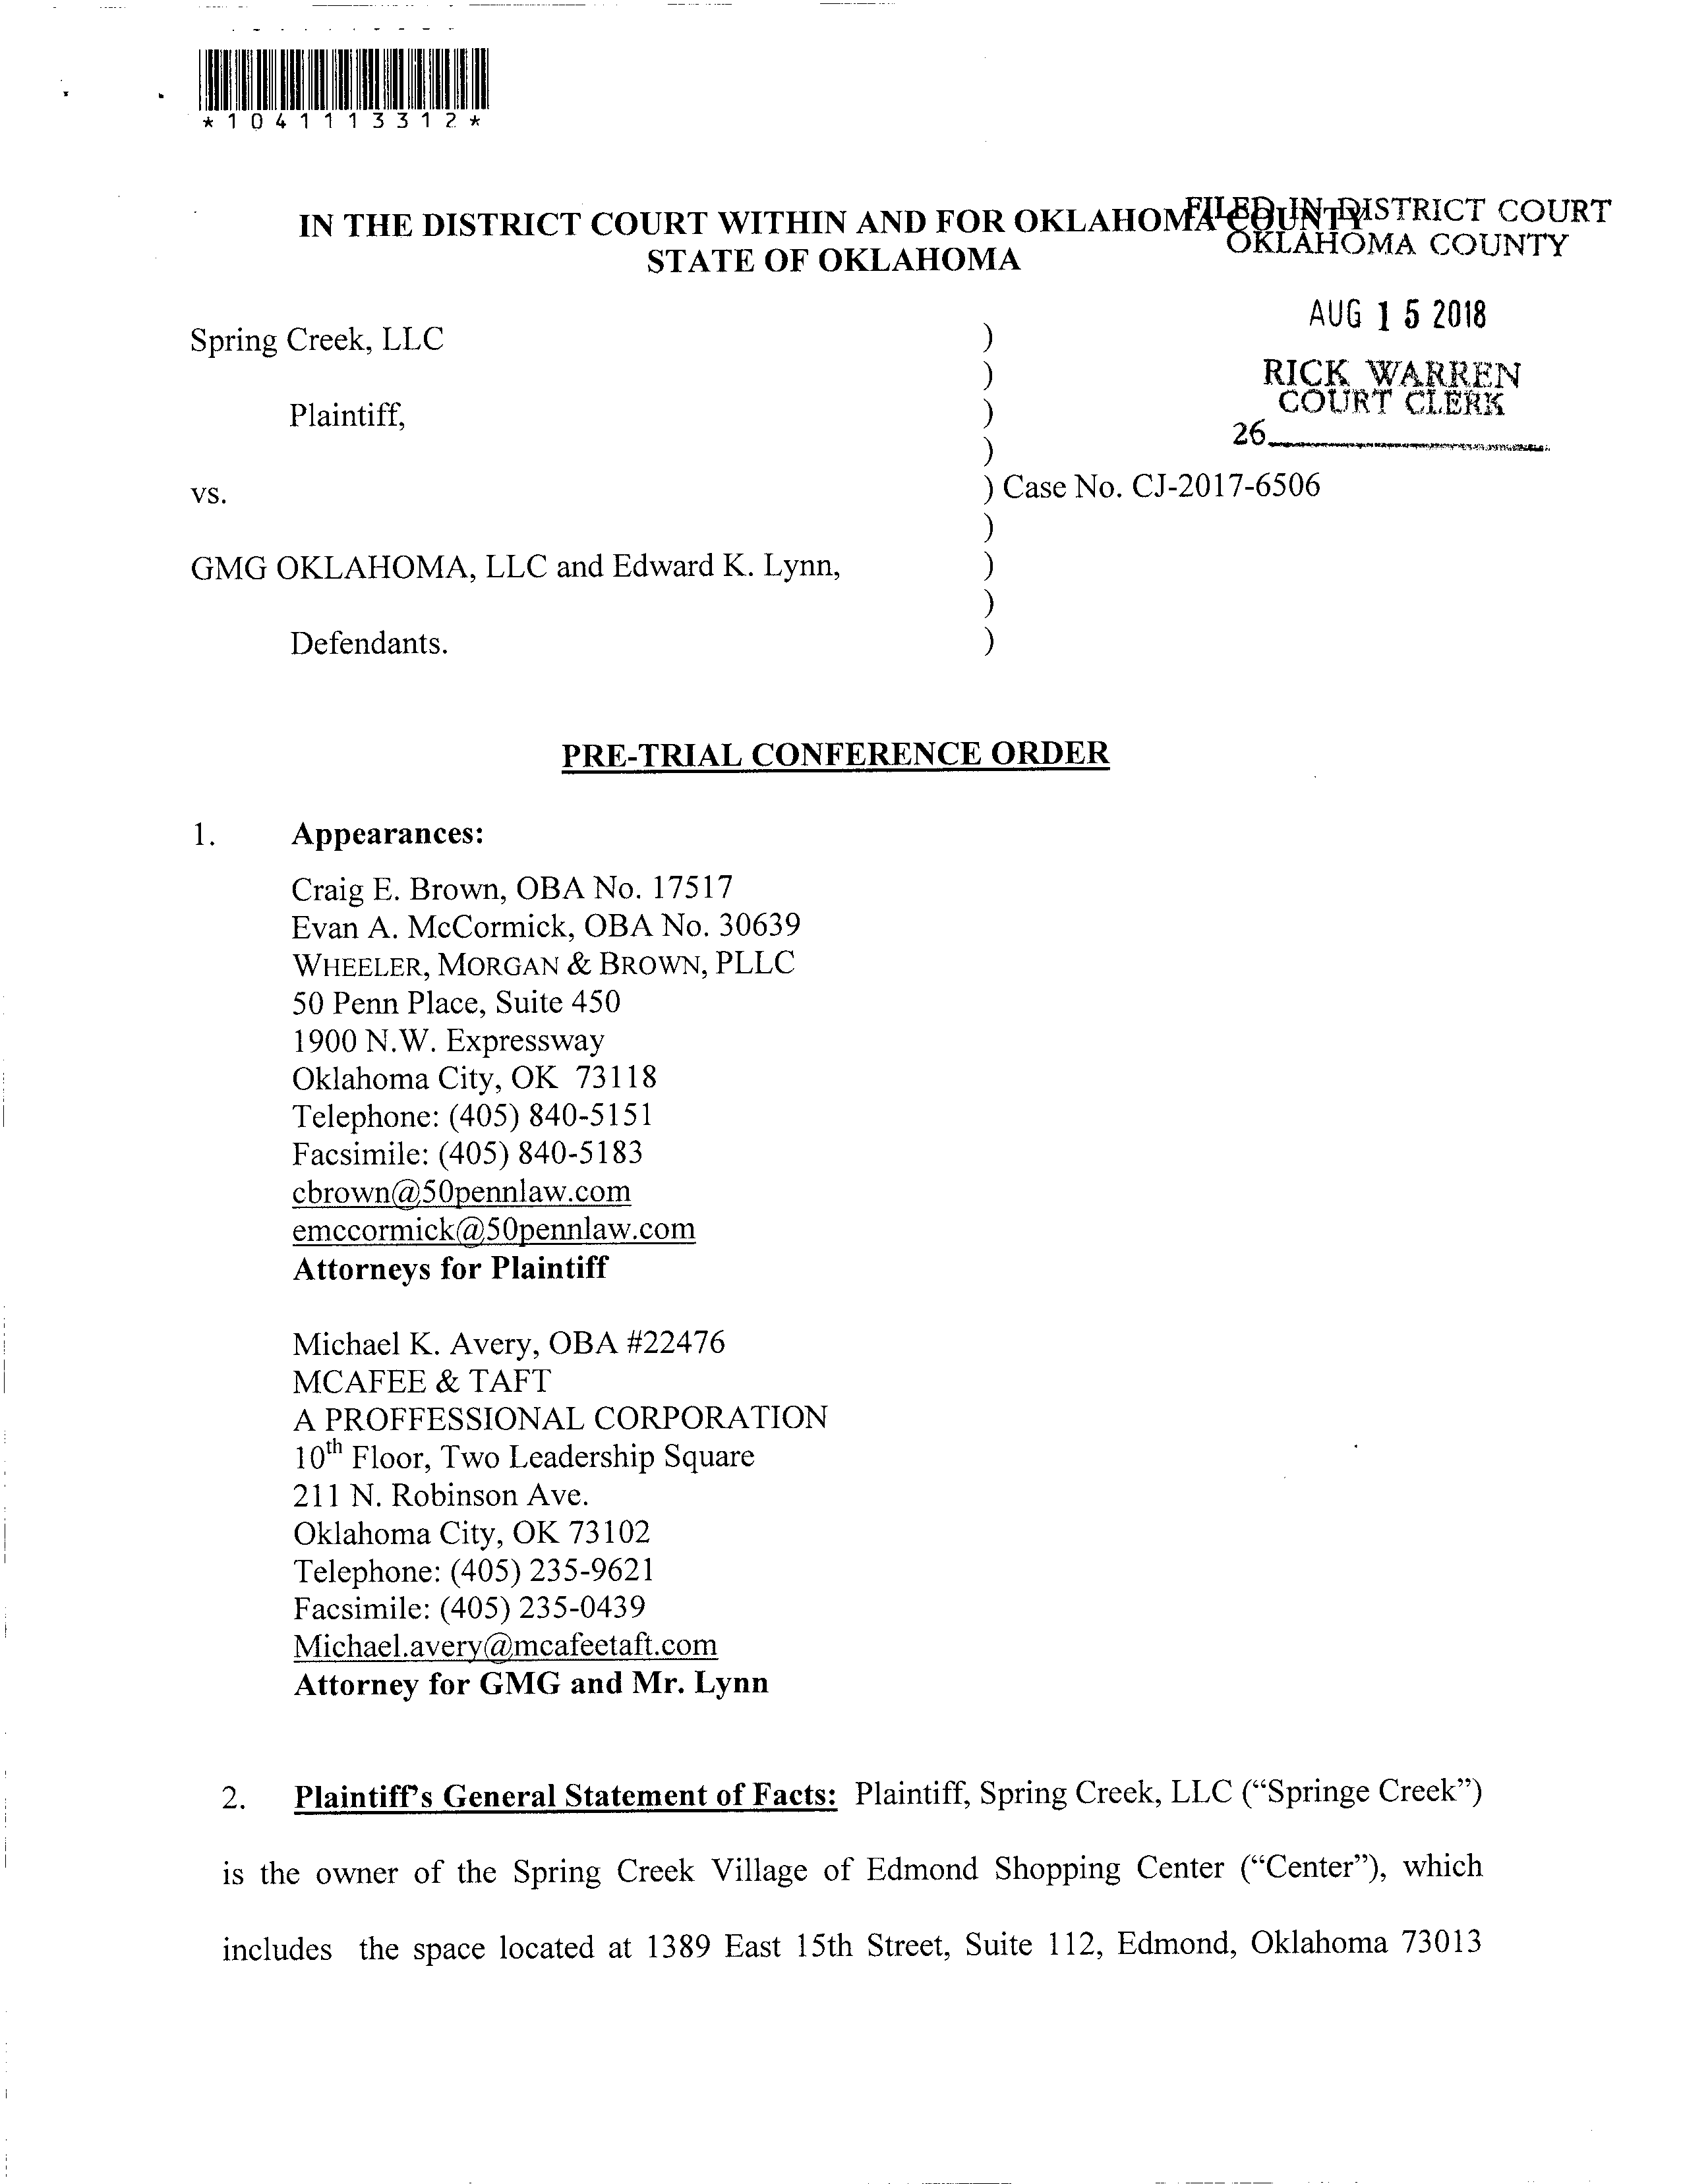 *1041113312*
IN THE DISTRICT COURT WITHIN AND FOR OKLAHOMA COUNTY
STATE OF OKLAHOMA
FILED IN DISTRICT COURT
OKLAHOMA COUNTY
AUG 15 2018
RICK WARREN
COURT CLERK
26
Spring Creek, LLC )
)
Plaintiff, )
)
vs. ) Case No. CJ-2017-6506
)
GMG OKLAHOMA, LLC and Edward K. Lynn, )
)
Defendants. )
PRE-TRIAL CONFERENCE ORDER
1. Appearances:
Craig E. Brown, OBA No. 17517
Evan A. McCormick, OBA No. 30639
WHEELER, MORGAN & BROWN, PLLC
50 Penn Place, Suite 450
1900 N.W. Expressway
Oklahoma City, OK 73118
Telephone: (405) 840-5151
Facsimile: (405) 840-5183
cbrown@50pennlaw.com
emccormick@50pennlaw.com
Attorneys for Plaintiff
Michael K. Avery, OBA #22476
MCAFEE & TAFT
A PROFFESSIONAL CORPORATION
10th Floor, Two Leadership Square
211 N. Robinson Ave.
Oklahoma City, OK 73102
Telephone: (405) 235-9621
Facsimile: (405) 235-0439
Michael.avery@mcafeetaft.com
Attorney for GMG and Mr. Lynn
2. Plaintiff's General Statement of Facts: Plaintiff, Spring Creek, LLC (“Springe Creek”)
is the owner of the Spring Creek Village of Edmond Shopping Center (“Center”), which
includes the space located at 1389 East 15th Street, Suite 112, Edmond, Oklahoma 73013